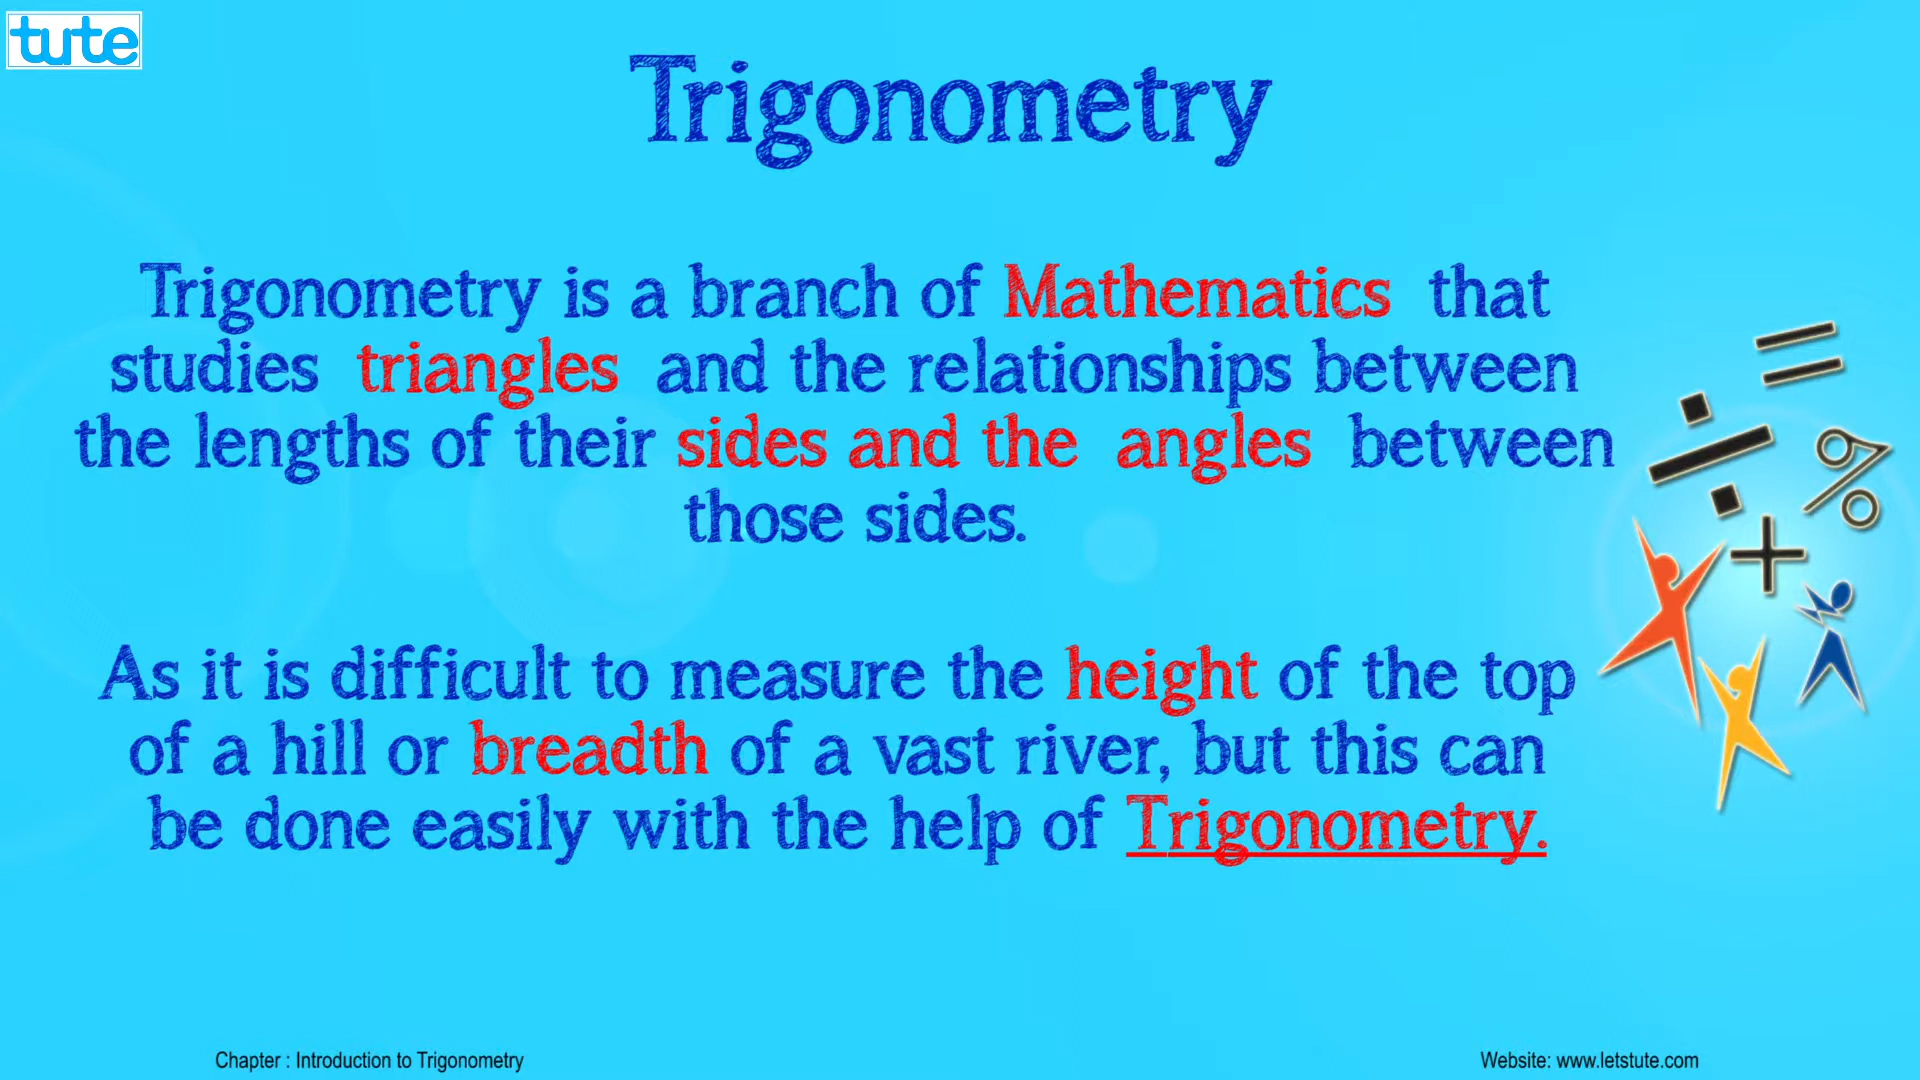 tute
Trigonometry
Trigonometry is a branch of Mathematics that
studies triangles and the relationships between
the lengths of their sides and the angles between
those sides.
As it is difficult to measure the height of the top
of a hill or breadth of a vast river, but this can
be done easily with the help of Trigonometry.
= ÷ % +
Chapter : Introduction to Trigonometry
Website: www.letstute.com